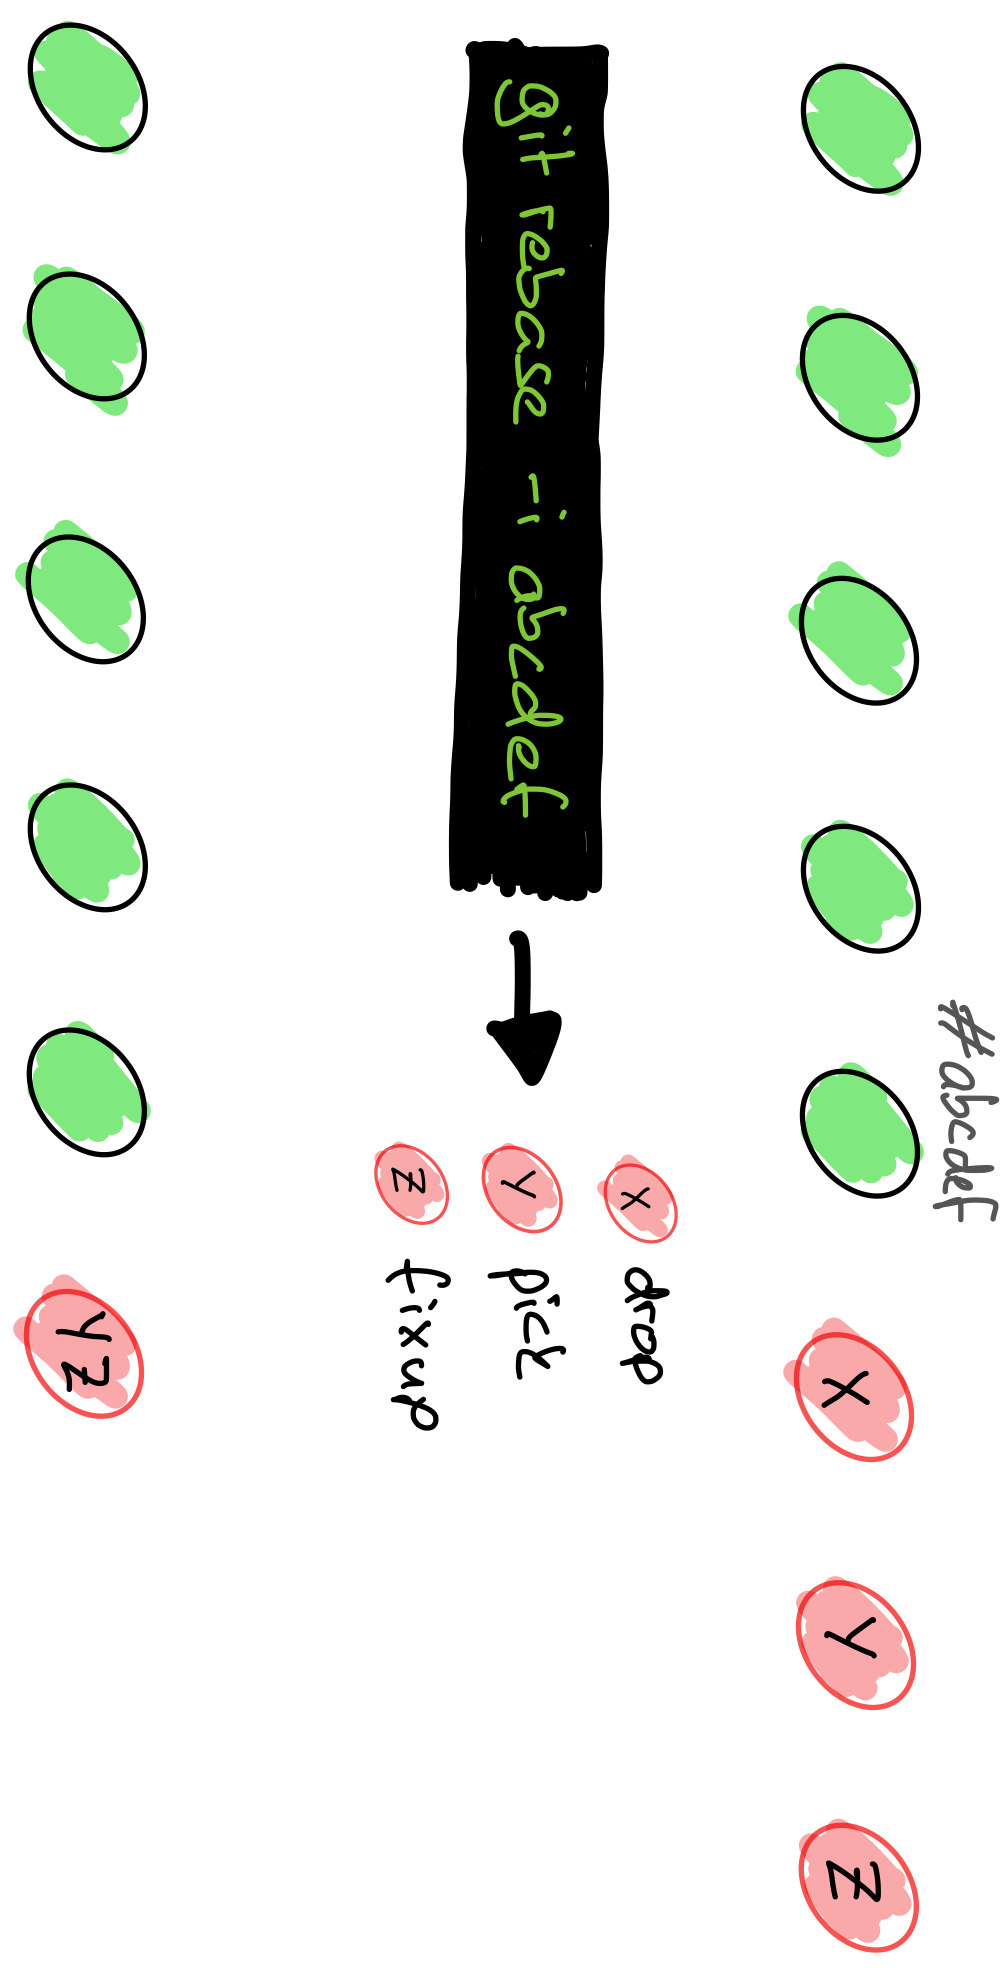 #abcdef
X Y Z
git rebase -i abcdef
X drop
Y pick
Z fixup
YZ